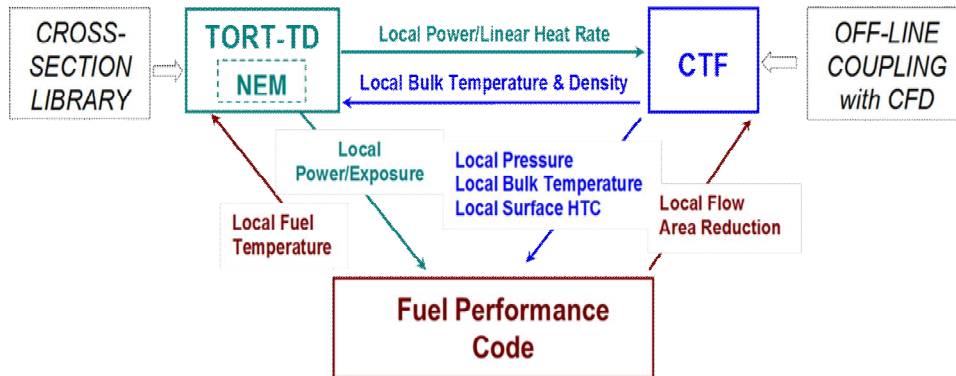 CROSS-
SECTION
LIBRARY
TORT-TD
NEM
Local Power/Linear Heat Rate
Local Bulk Temperature & Density
CTF
OFF-LINE
COUPLING
with CFD
Local
Power/Exposure
Local Pressure
Local Bulk Temperature
Local Surface HTC
Local Fuel
Temperature
Local Flow
Area Reduction
Fuel Performance
Code